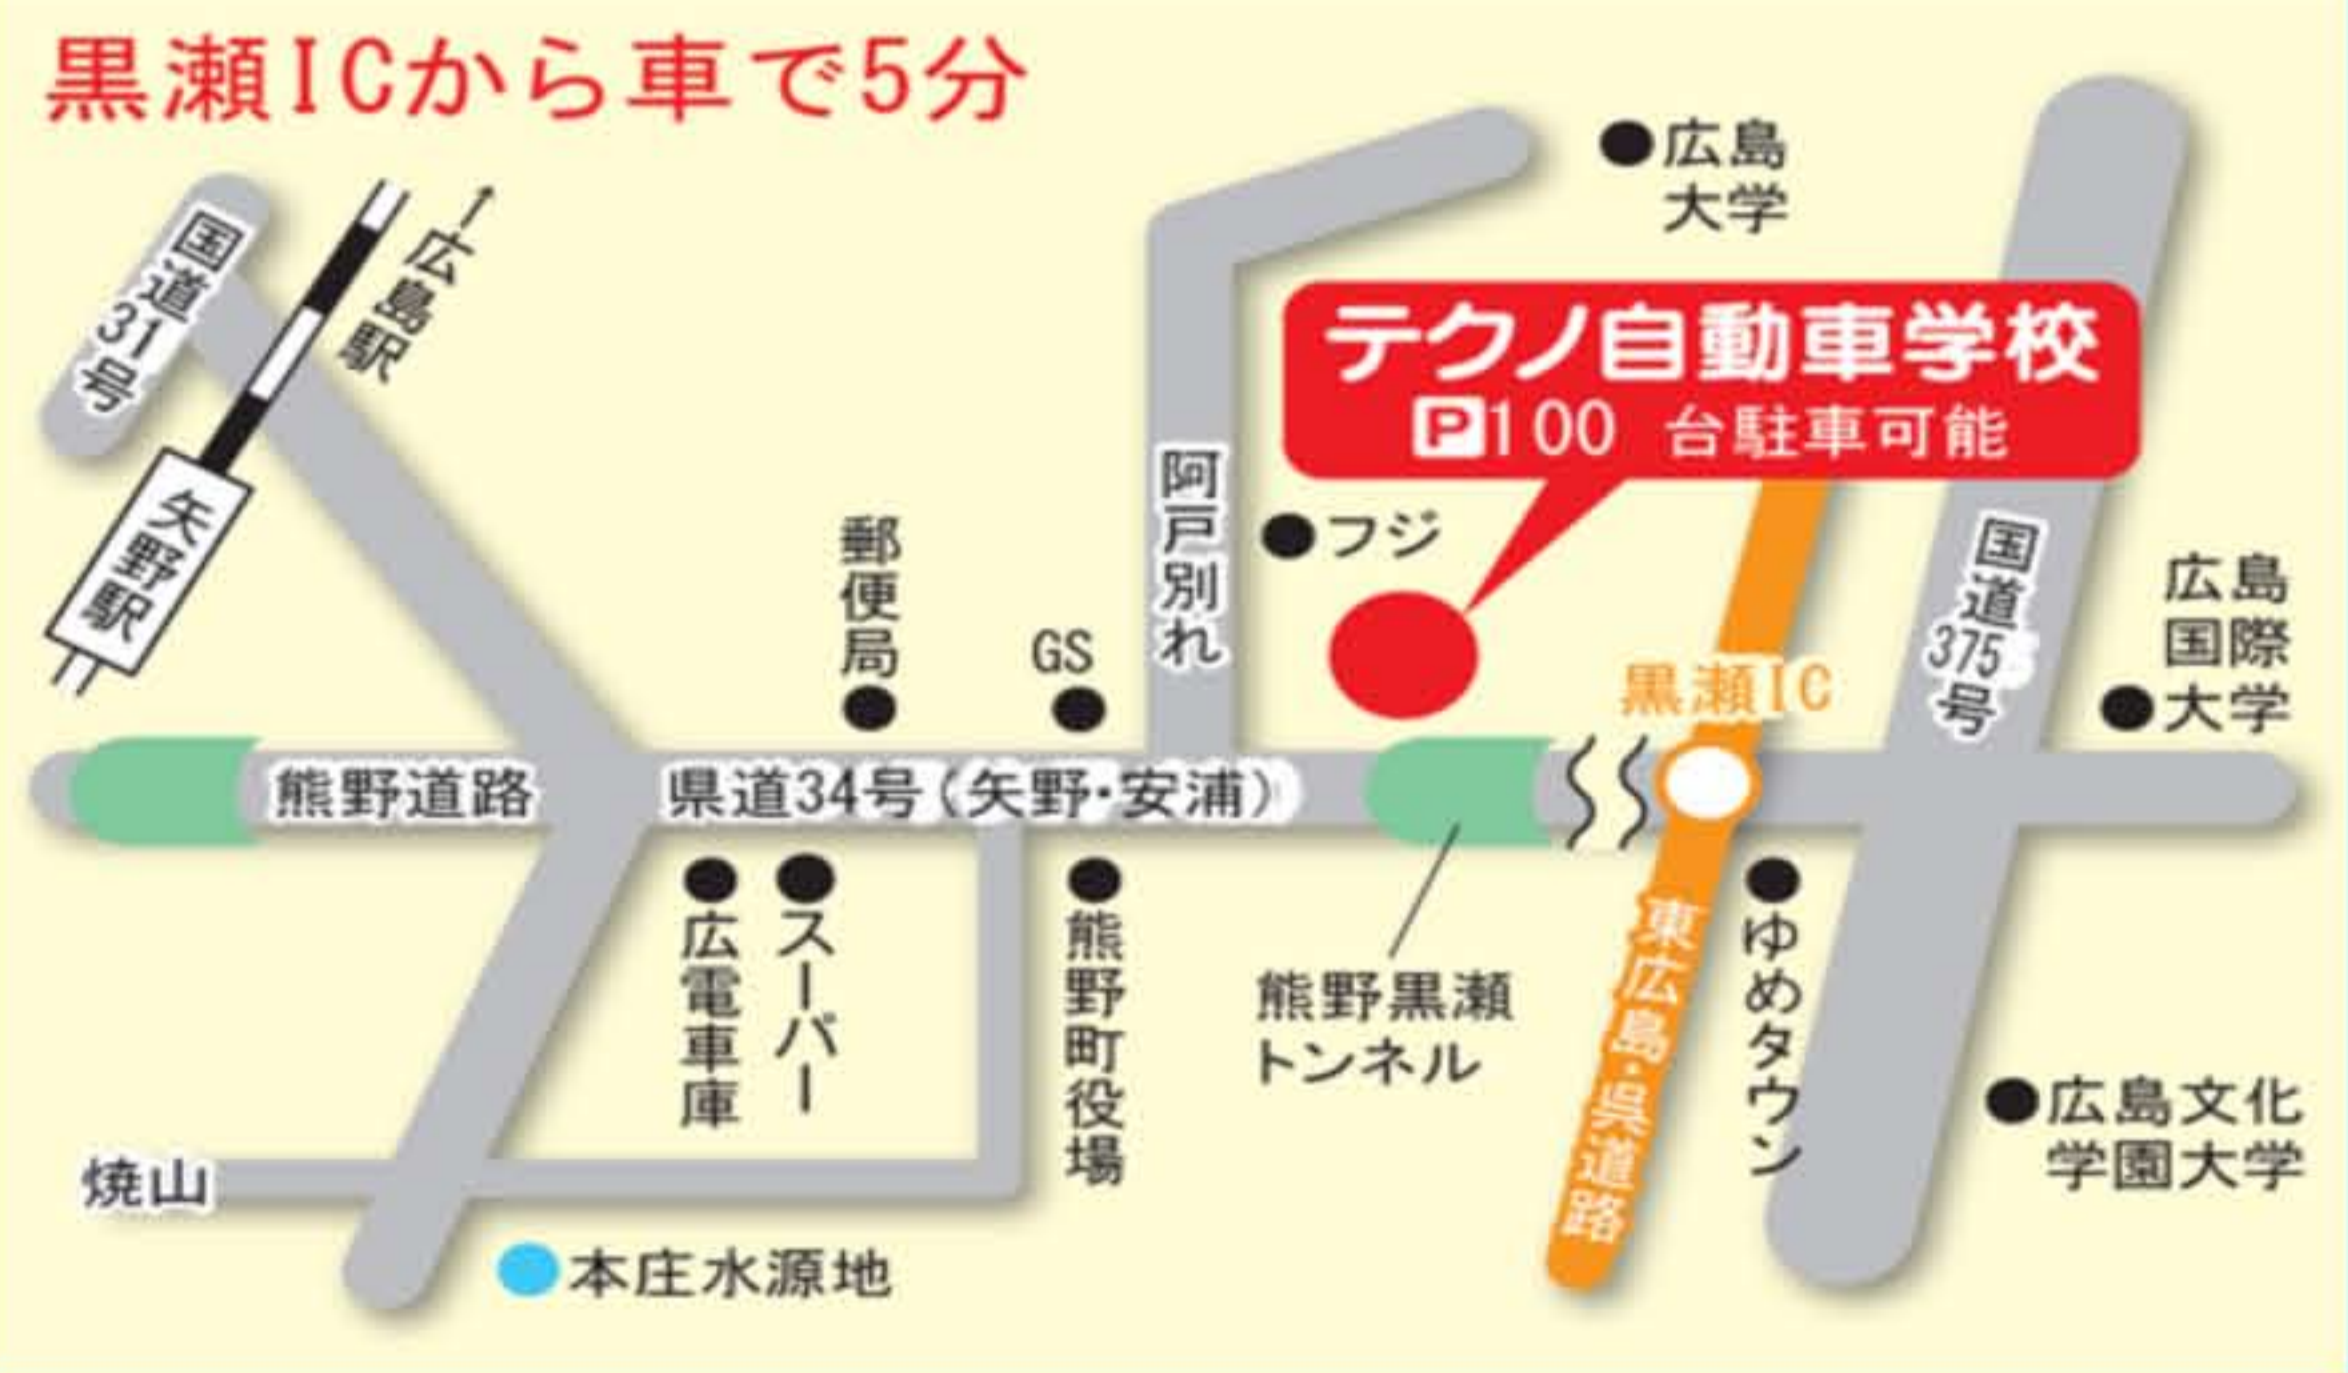 黒瀬ICから車で5分
国道31号
→広島駅
矢野駅
広島
大学
テクノ自動車学校
P100 台駐車可能
阿戸別れ
フジ
郵便局
GS
国道375号
広島
国際
大学
黒瀬IC
熊野道路
県道34号(矢野・安浦)
広電車庫
スーパー
熊野町役場
熊野黒瀬
トンネル
東広島・呉道路
ゆめタウン
広島文化
学園大学
焼山
本庄水源地